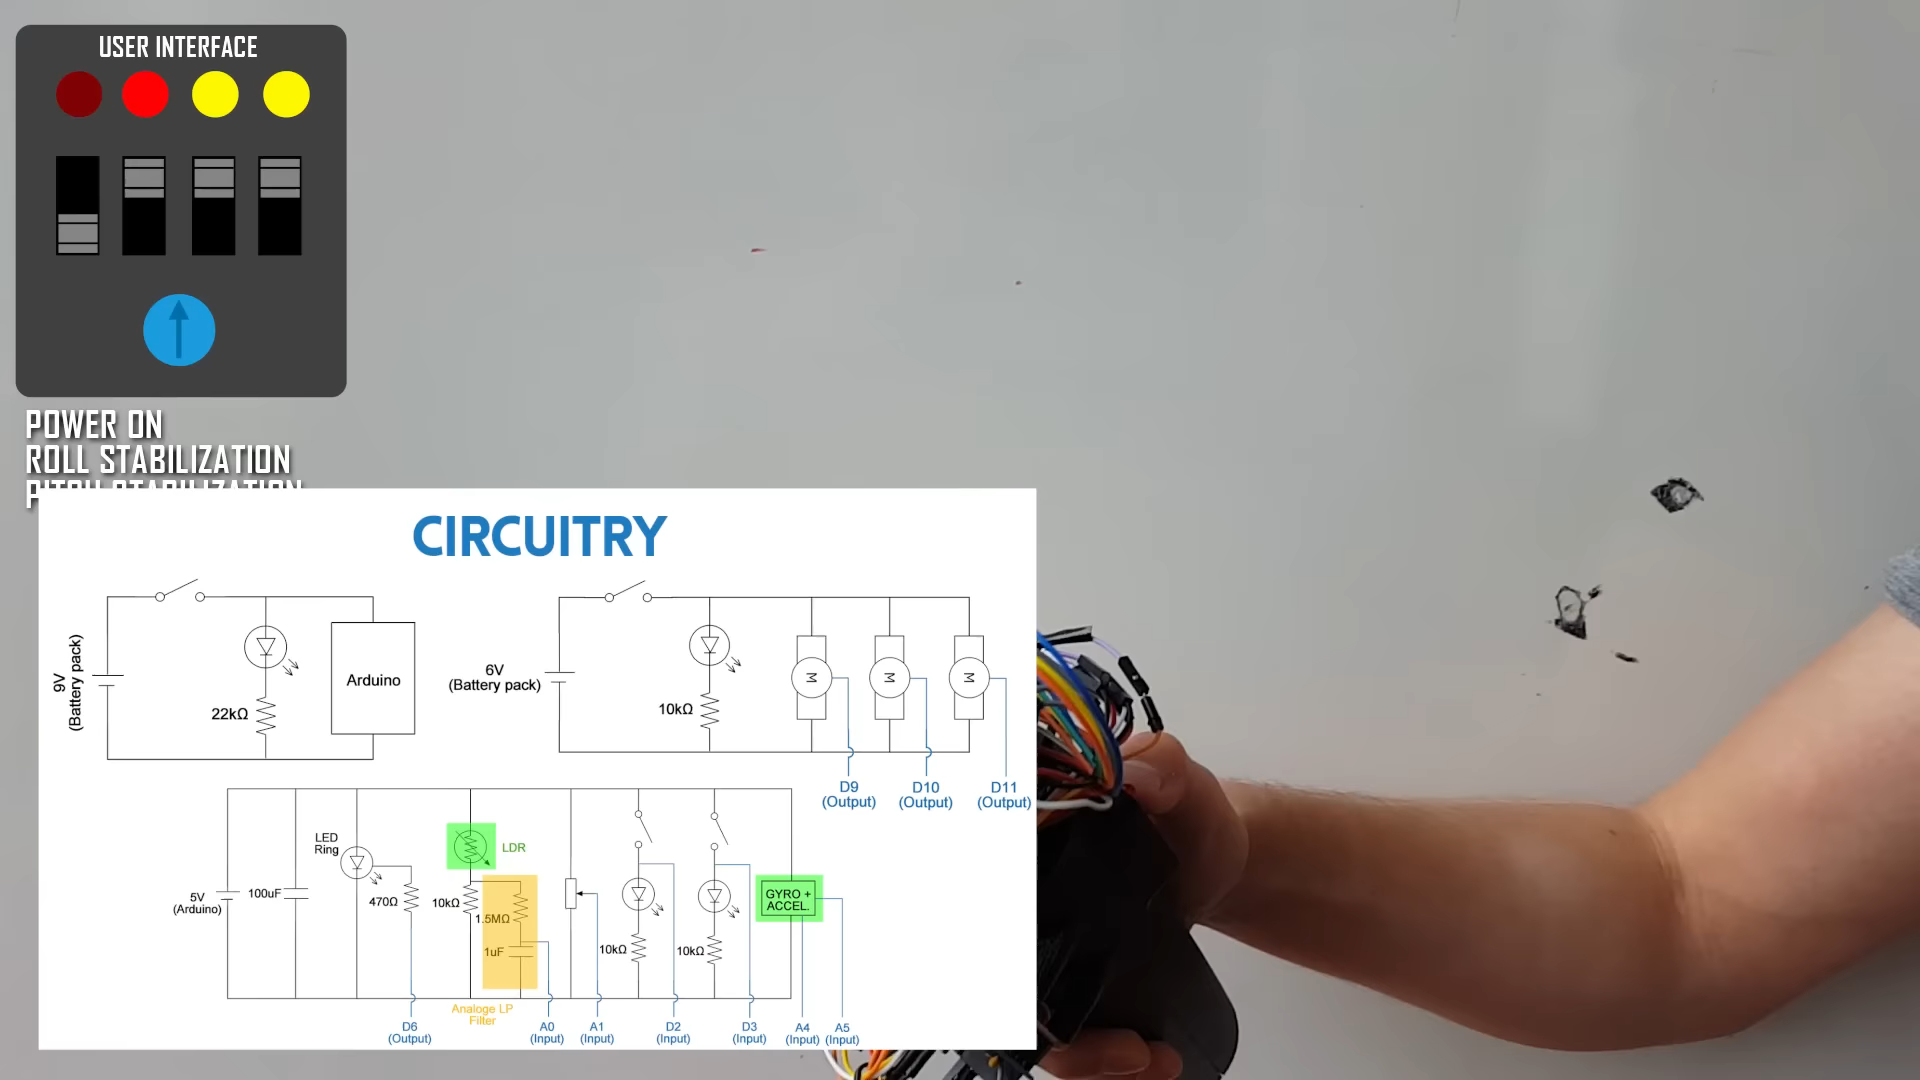 USER INTERFACE
POWER ON
ROLL STABILIZATION
PITCH STABILIZATION
CIRCUITRY
9V
(Battery pack)
22kΩ
Arduino
6V
(Battery pack)
10kΩ
M
M
M
D9
(Output)
D10
(Output)
D11
(Output)
5V
(Arduino)
100uF
LED
Ring
470Ω
LDR
10kΩ
1.5MΩ
1uF
Analoge LP
Filter
10kΩ
10kΩ
GYRO +
ACCEL.
D6
(Output)
A0
(Input)
A1
(Input)
D2
(Input)
D3
(Input)
A4
(Input)
A5
(Input)